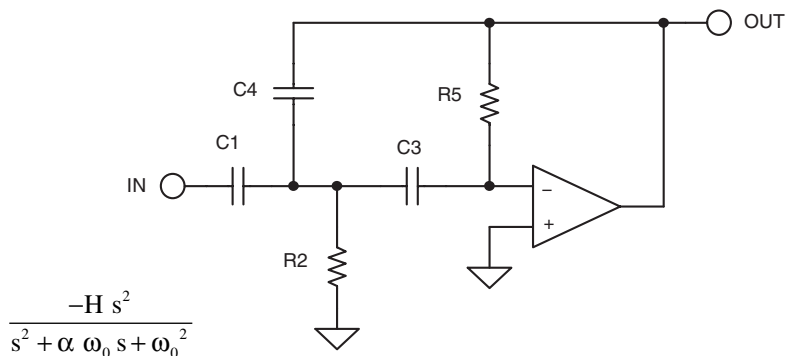 OUT
C4
R5
C1
C3
IN
−
+
R2
−H s²
s² + α ω₀ s + ω₀²